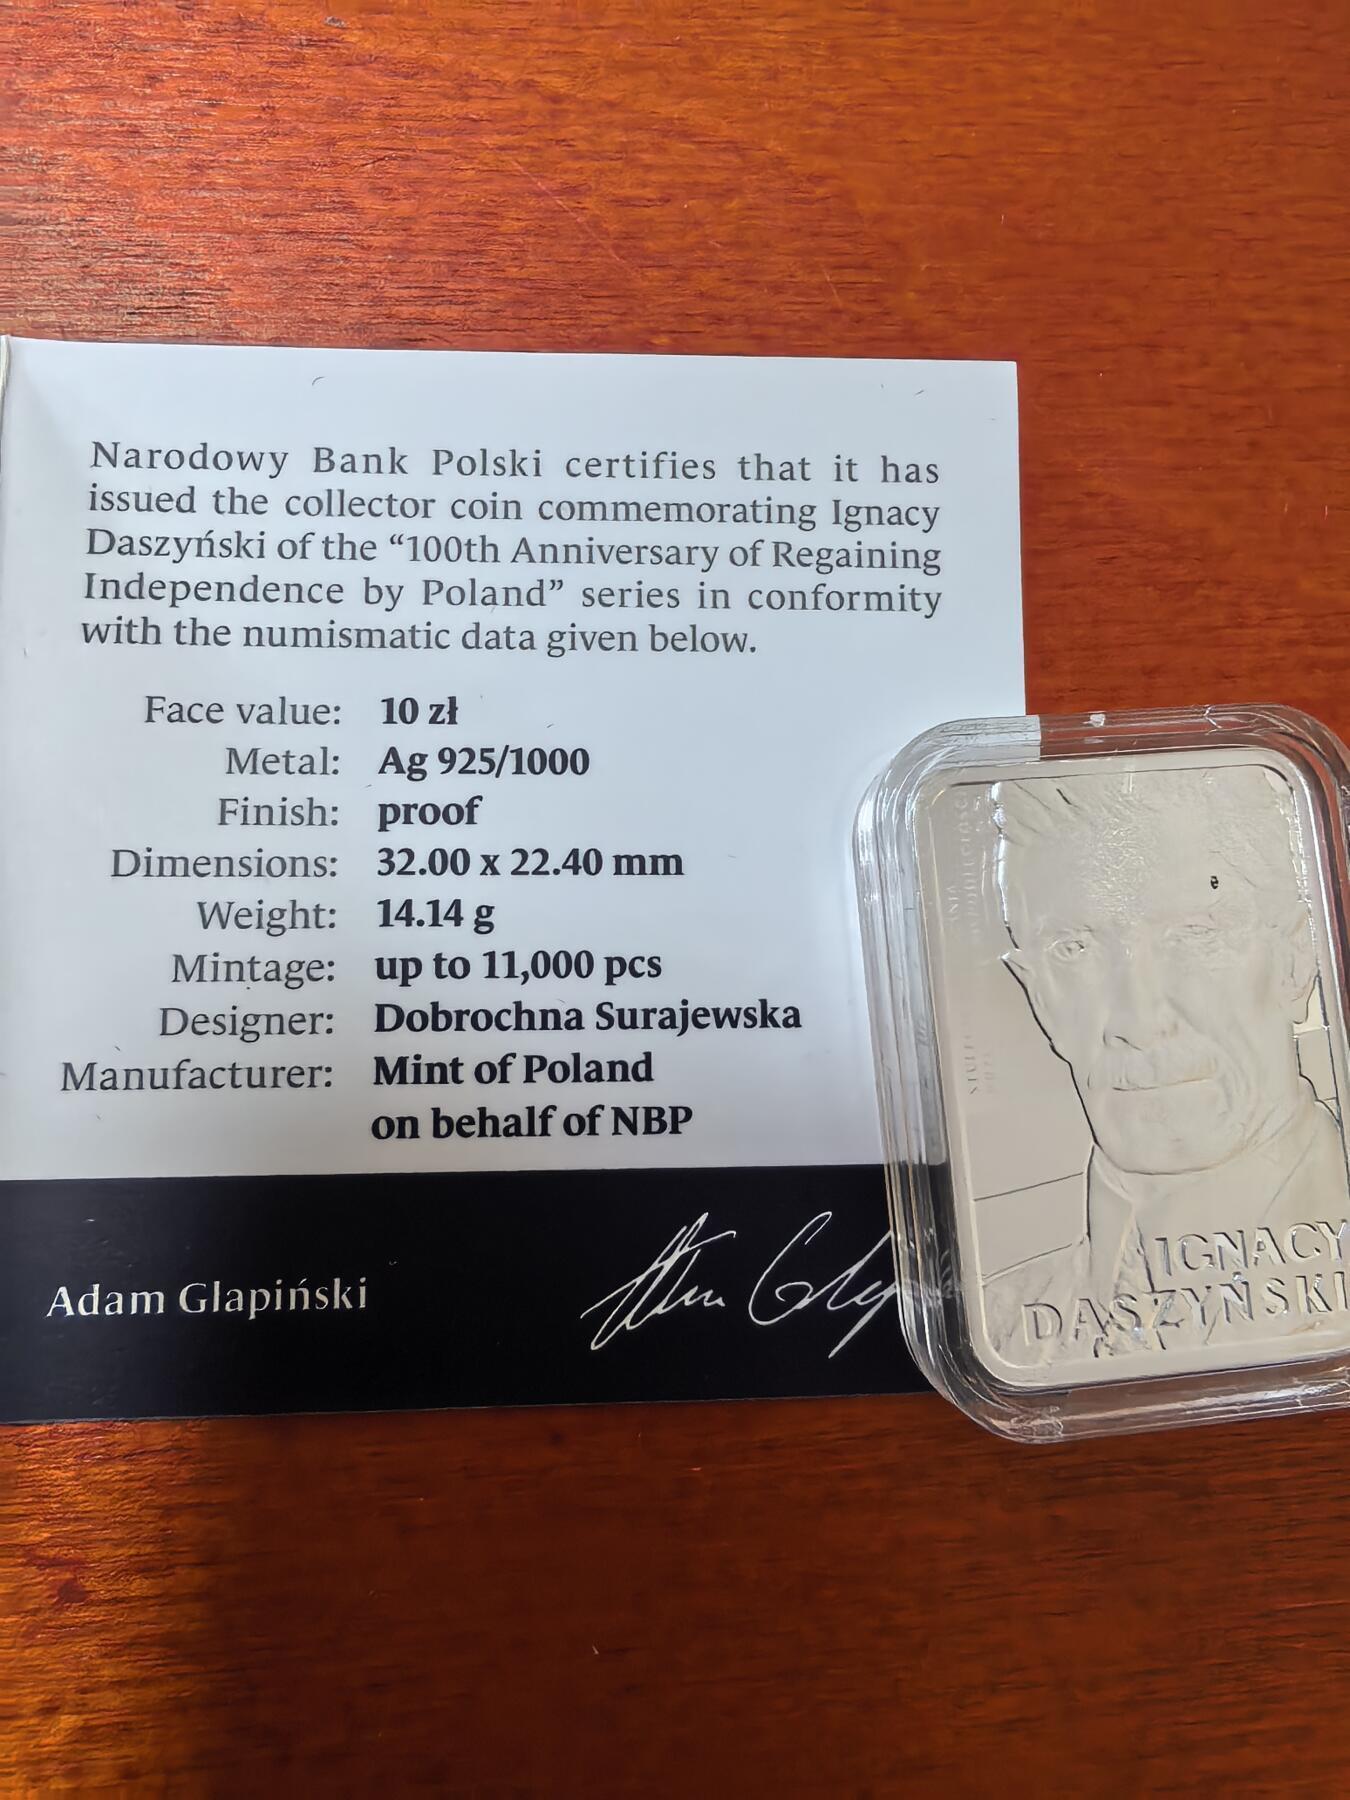 Narodowy Bank Polski certifies that it has
issued the collector coin commemorating Ignacy
Daszyński of the “100th Anniversary of Regaining
Independence by Poland” series in conformity
with the numismatic data given below.
Face value: 10 zł
Metal: Ag 925/1000
Finish: proof
Dimensions: 32.00 x 22.40 mm
Weight: 14.14 g
Mintage: up to 11,000 pcs
Designer: Dobrochna Surajewska
Manufacturer: Mint of Poland
on behalf of NBP
Adam Glapiński
IGNACY
DASZYŃSKI